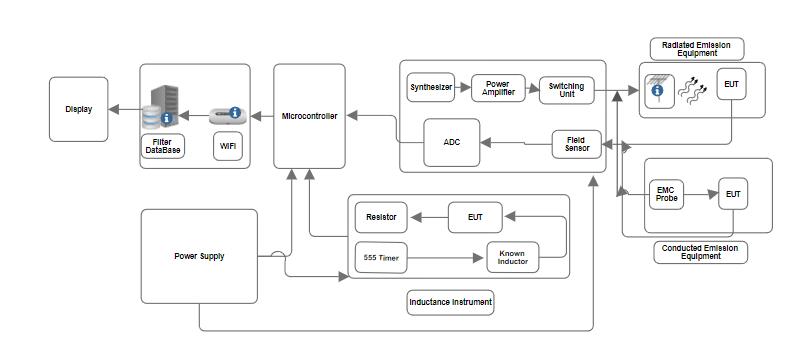 Radiated Emission
Equipment
Display
Filter
DataBase
WIFI
Microcontroller
Synthesizer
Power
Amplifier
Switching
Unit
EUT
ADC
Field
Sensor
EMC
Probe
EUT
Conducted Emission
Equipment
Power Supply
Resistor
EUT
555 Timer
Known
Inductor
Inductance Instrument